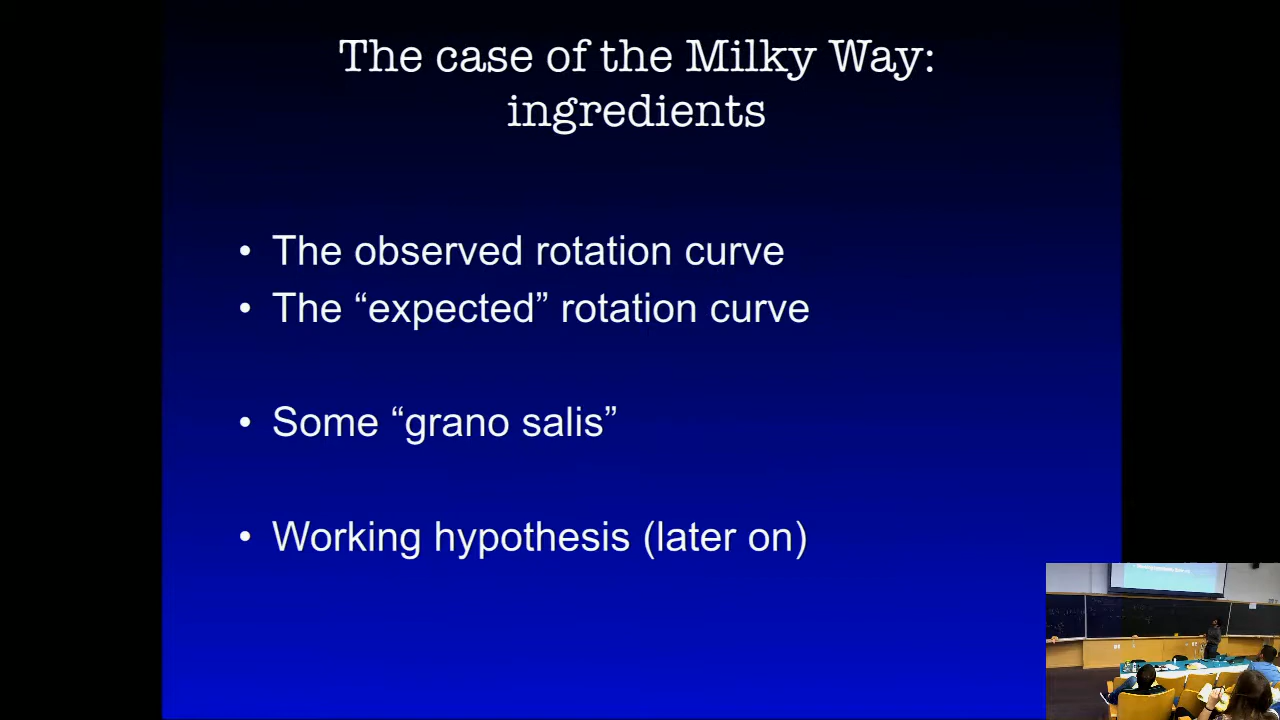 The case of the Milky Way:
ingredients
• The observed rotation curve
• The “expected” rotation curve
• Some “grano salis”
• Working hypothesis (later on)